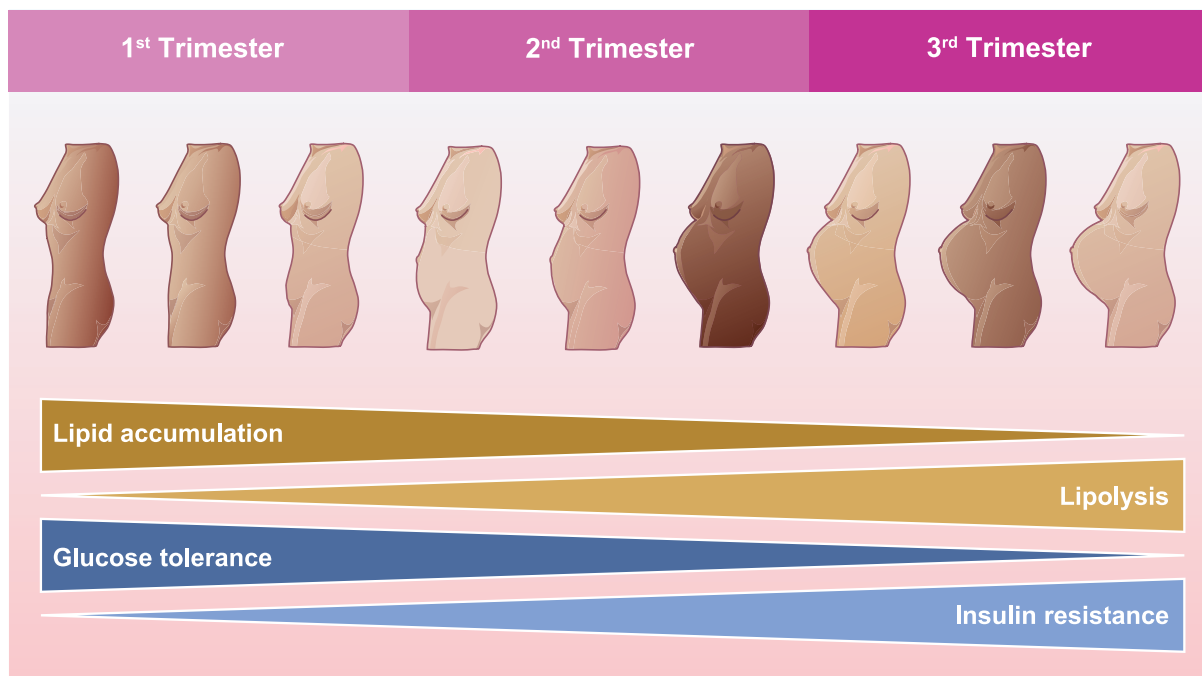 1st Trimester
2nd Trimester
3rd Trimester
Lipid accumulation
Lipolysis
Glucose tolerance
Insulin resistance